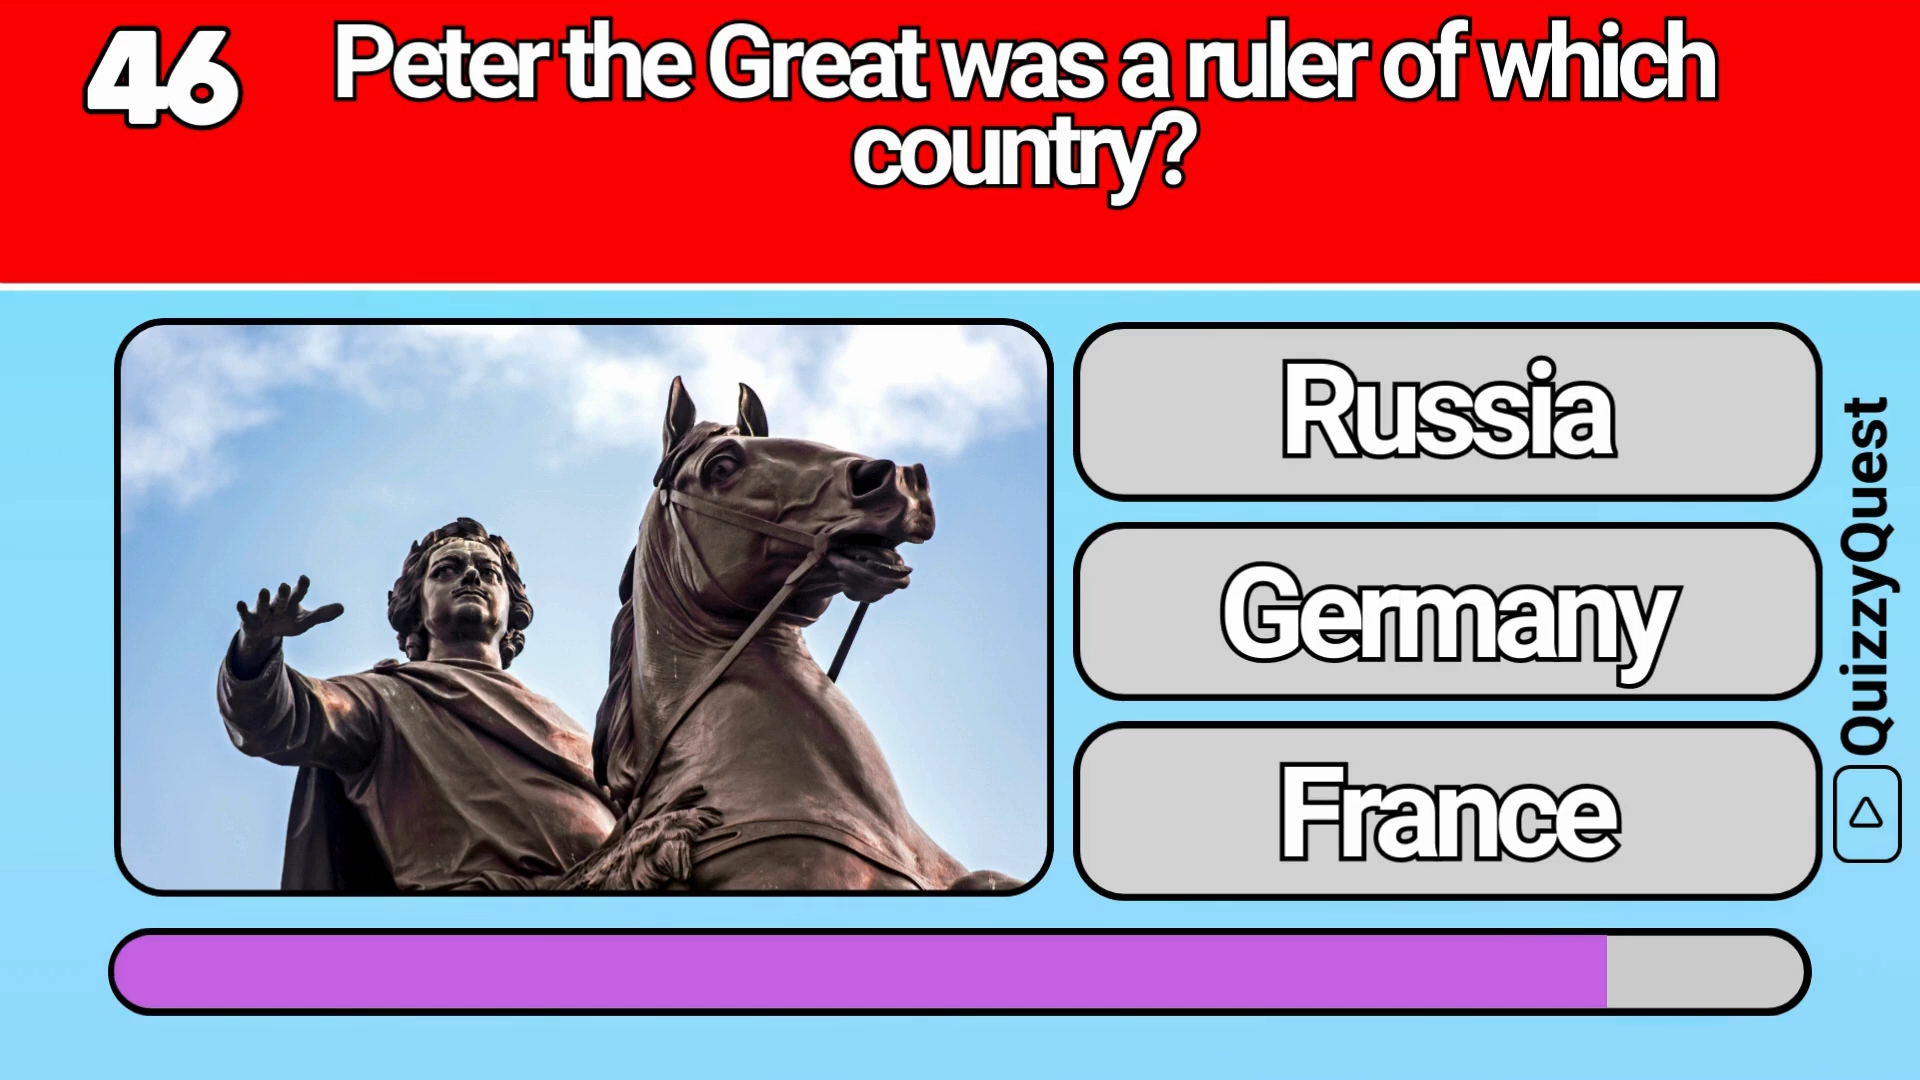 46
Peter the Great was a ruler of which
country?
Russia
Germany
France
QuizzyQuest